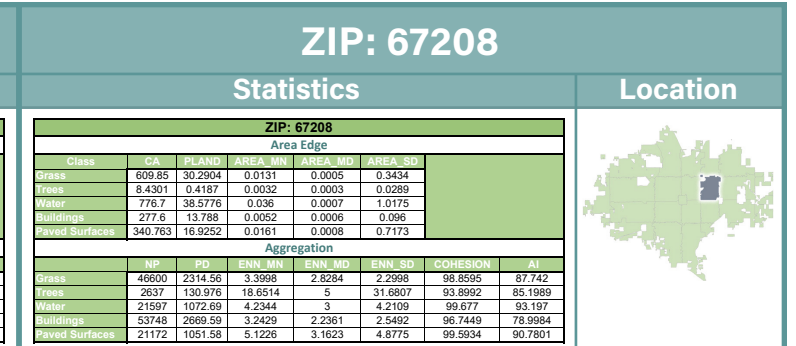 ZIP: 67208
Statistics
Location
ZIP: 67208
Area Edge
Class CA PLAND AREA_MN AREA_MD AREA_SD
Grass 609.85 30.2904 0.0131 0.0005 0.3434
Trees 8.4301 0.4187 0.0032 0.0003 0.0289
Water 776.7 38.5776 0.036 0.0007 1.0175
Buildings 277.6 13.788 0.0052 0.0006 0.096
Paved Surfaces 340.763 16.9252 0.0161 0.0008 0.7173
Aggregation
NP PD ENN_MN ENN_MD ENN_SD COHESION AI
Grass 46600 2314.56 3.3998 2.8284 2.2998 98.8595 87.742
Trees 2637 130.976 18.6514 5 31.6807 93.8992 85.1989
Water 21597 1072.69 4.2344 3 4.2109 99.677 93.197
Buildings 53748 2669.59 3.2429 2.2361 2.5492 96.7449 78.9984
Paved Surfaces 21172 1051.58 5.1226 3.1623 4.8775 99.5934 90.7801